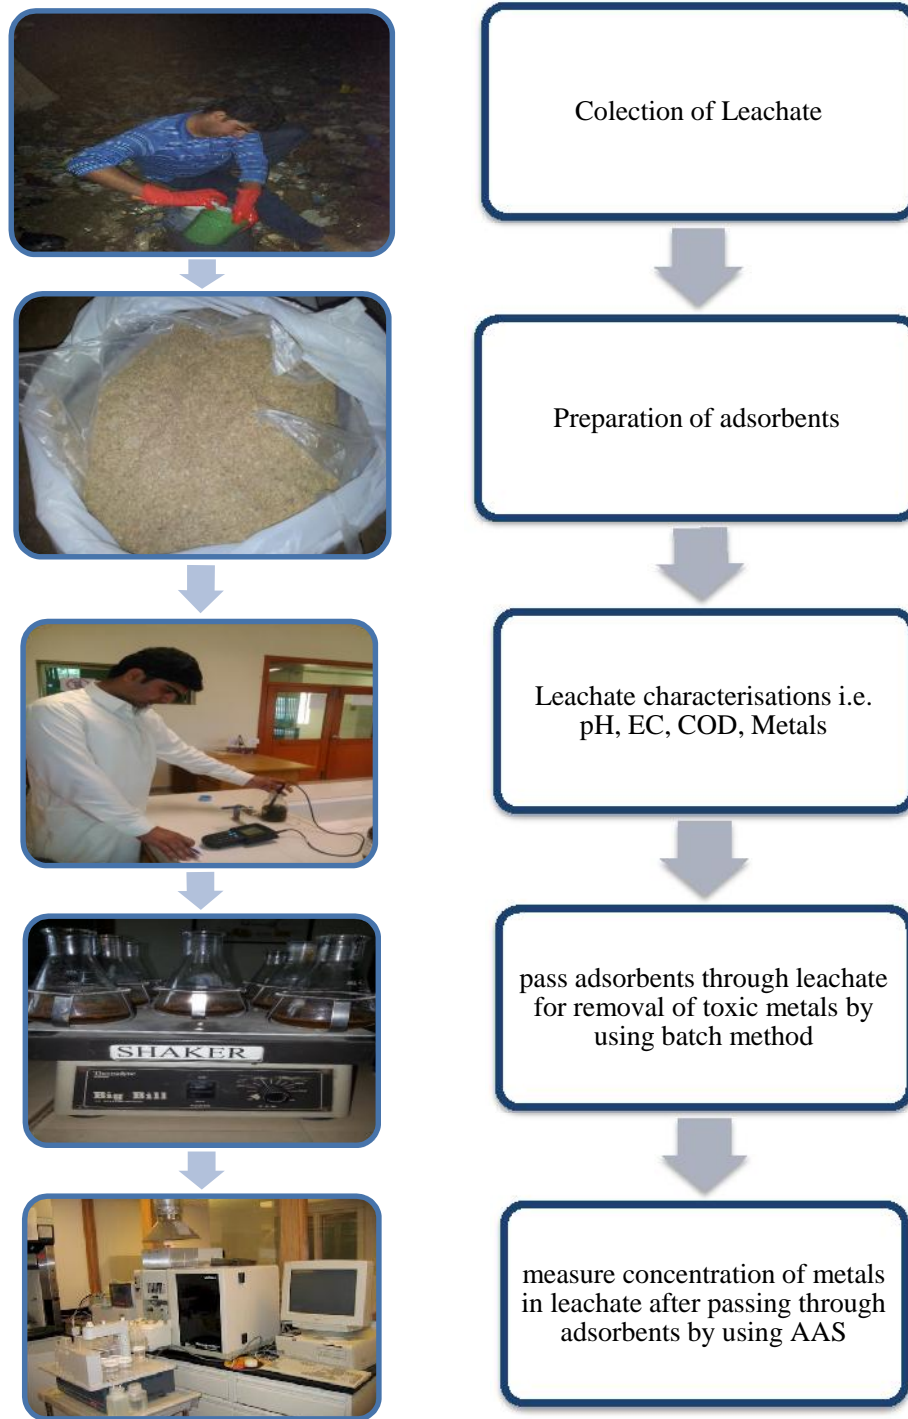 Colection of Leachate
Preparation of adsorbents
Leachate characterisations i.e.
pH, EC, COD, Metals
SHAKER
Thermolyne
Big Bill
pass adsorbents through leachate
for removal of toxic metals by
using batch method
measure concentration of metals
in leachate after passing through
adsorbents by using AAS